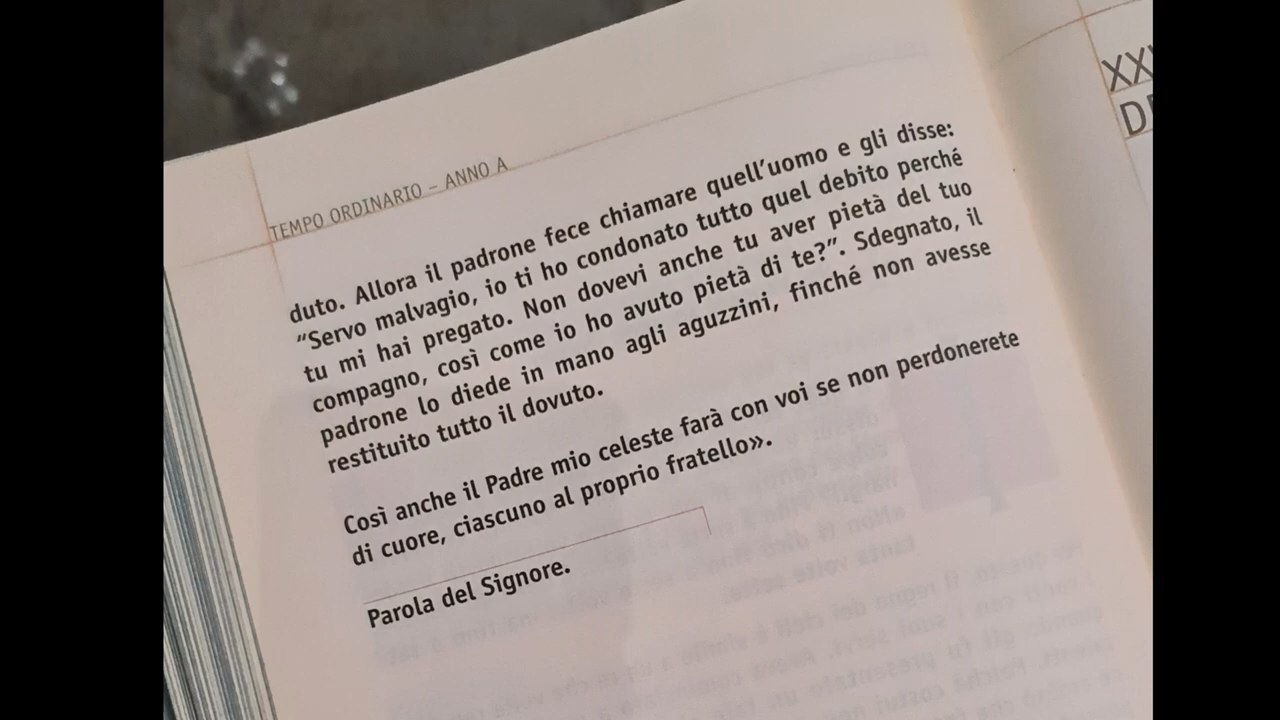 TEMPO ORDINARIO – ANNO A
duto. Allora il padrone fece chiamare quell'uomo e gli disse:
"Servo malvagio, io ti ho condonato tutto quel debito perché
tu mi hai pregato. Non dovevi anche tu aver pietà del tuo
compagno, così come io ho avuto pietà di te?". Sdegnato, il
padrone lo diede in mano agli aguzzini, finché non avesse
restituito tutto il dovuto.
Così anche il Padre mio celeste farà con voi se non perdonerete
di cuore, ciascuno al proprio fratello».
Parola del Signore.